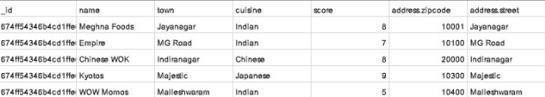 _id name town cuisine score address.zipcode address.street
674ff54346b4cd1ffe Meghna Foods Jayanagar Indian 8 10001 Jayanagar
674ff54346b4cd1ffe Empire MG Road Indian 7 10100 MG Road
674ff54346b4cd1ffe Chinese WOK Indiranagar Chinese 8 20000 Indiranagar
674ff54346b4cd1ffe Kyotos Majestic Japanese 9 10300 Majestic
674ff54346b4cd1ffe WOW Momos Malleshwaram Indian 5 10400 Malleshwaram